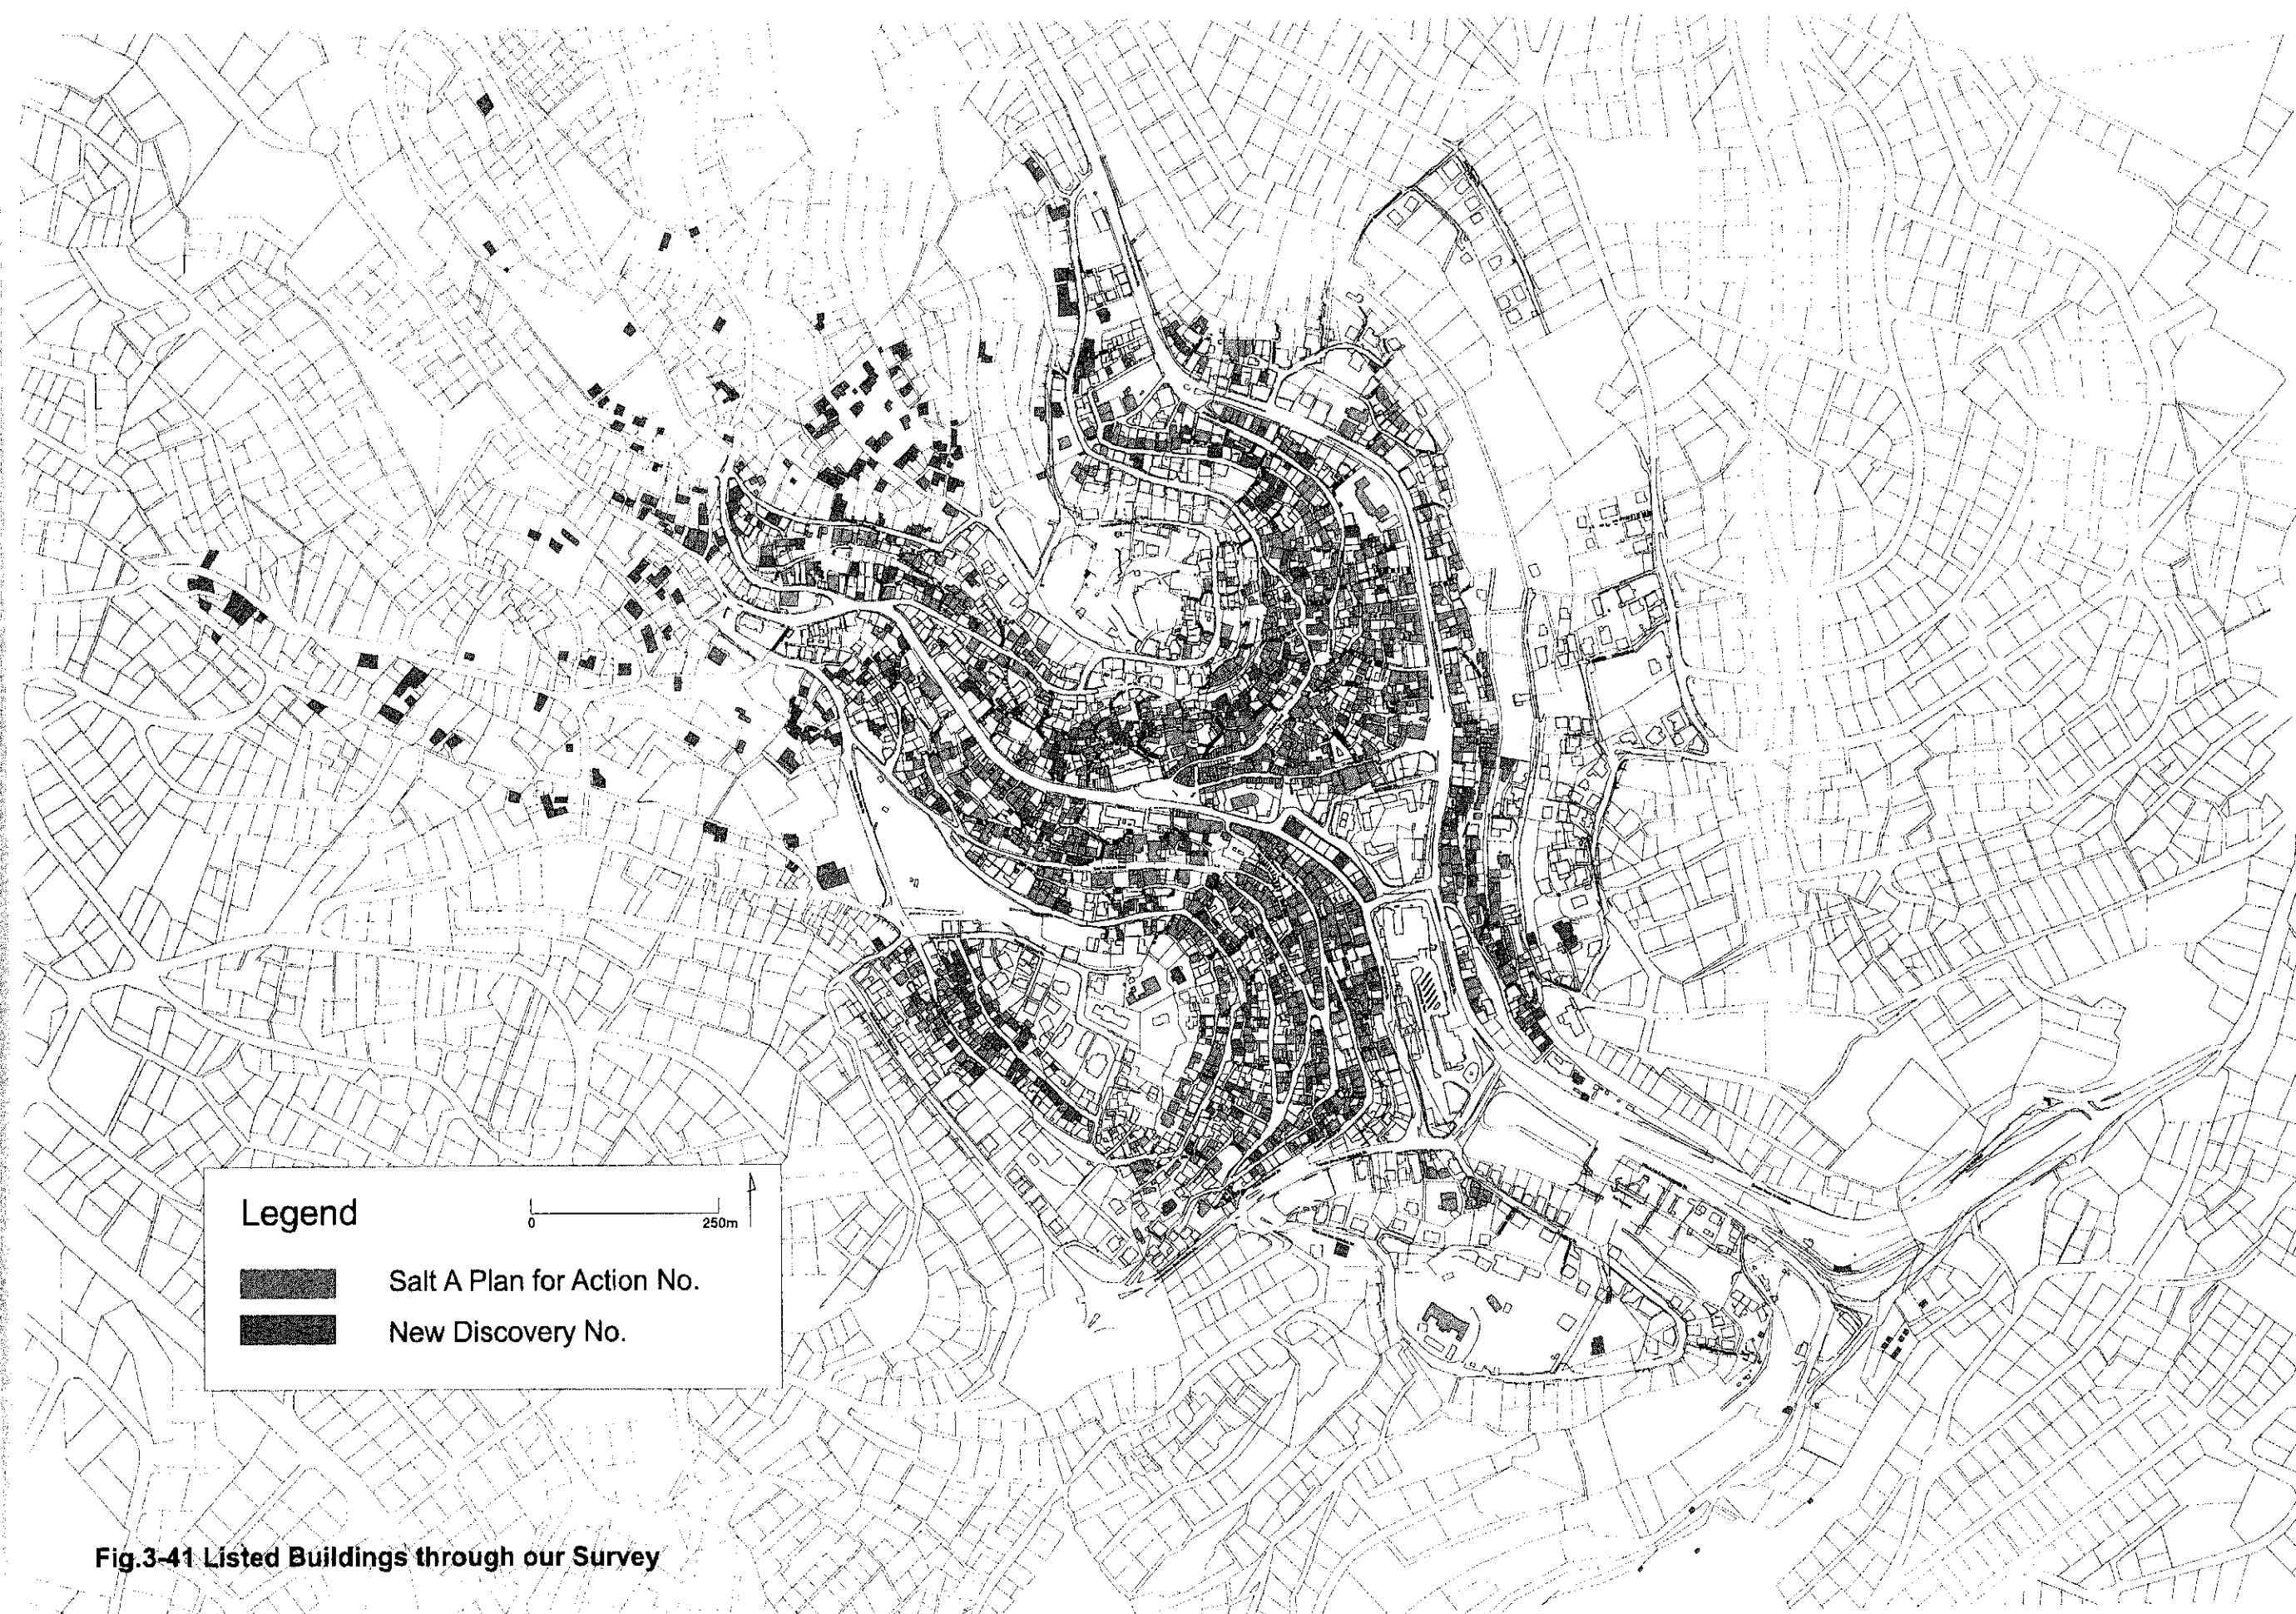 Legend
0 250m
Salt A Plan for Action No.
New Discovery No.
Fig.3-41 Listed Buildings through our Survey